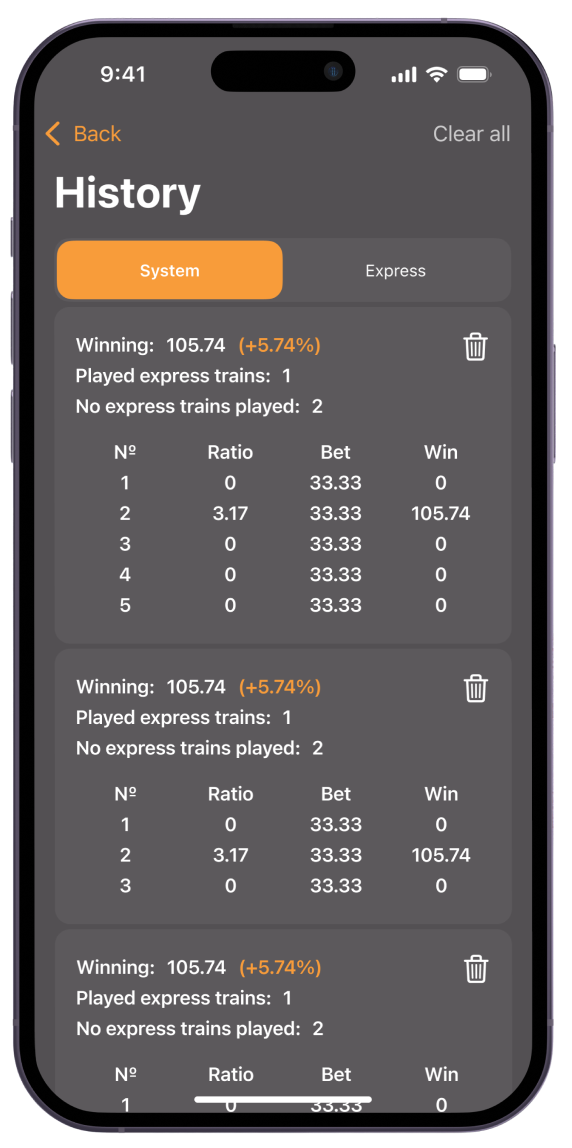 9:41
Back Clear all
History
System Express
Winning: 105.74 (+5.74%)
Played express trains: 1
No express trains played: 2
Nº Ratio Bet Win
1 0 33.33 0
2 3.17 33.33 105.74
3 0 33.33 0
4 0 33.33 0
5 0 33.33 0
Winning: 105.74 (+5.74%)
Played express trains: 1
No express trains played: 2
Nº Ratio Bet Win
1 0 33.33 0
2 3.17 33.33 105.74
3 0 33.33 0
Winning: 105.74 (+5.74%)
Played express trains: 1
No express trains played: 2
Nº Ratio Bet Win
1 0 33.33 0